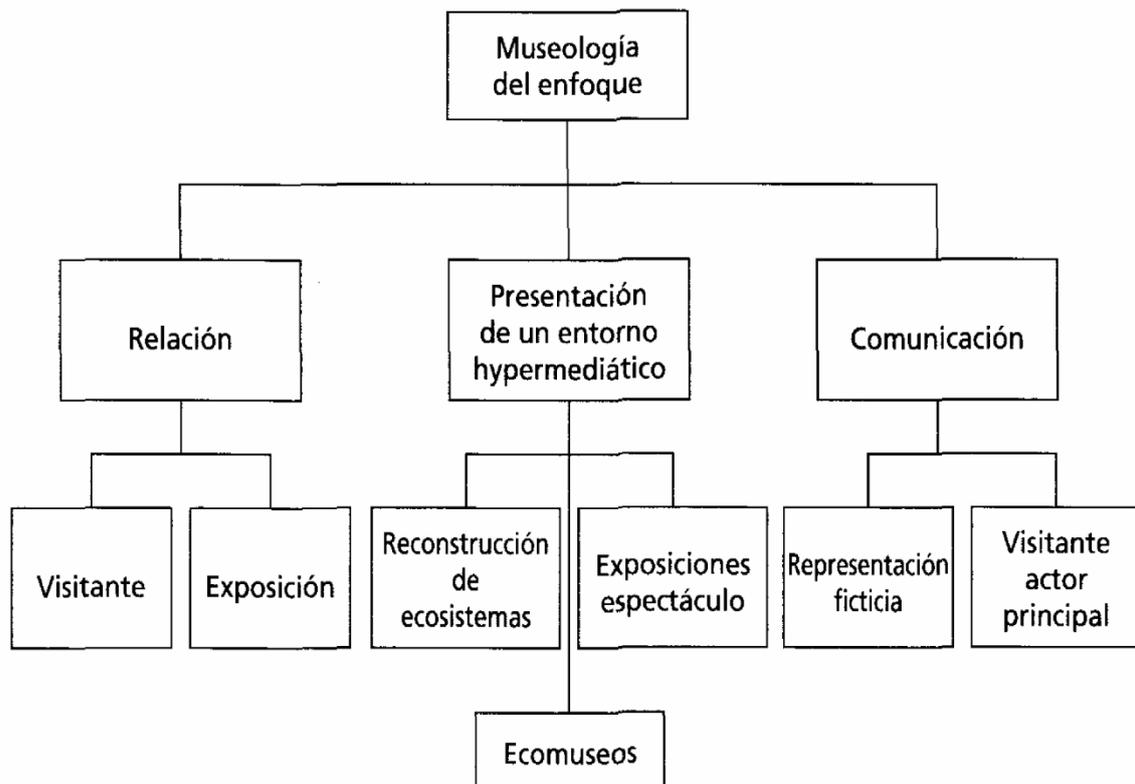 Museología
del enfoque
Relación
Presentación
de un entorno
hypermediático
Comunicación
Visitante
Exposición
Reconstrucción
de
ecosistemas
Exposiciones
espectáculo
Representación
ficticia
Visitante
actor
principal
Ecomuseos